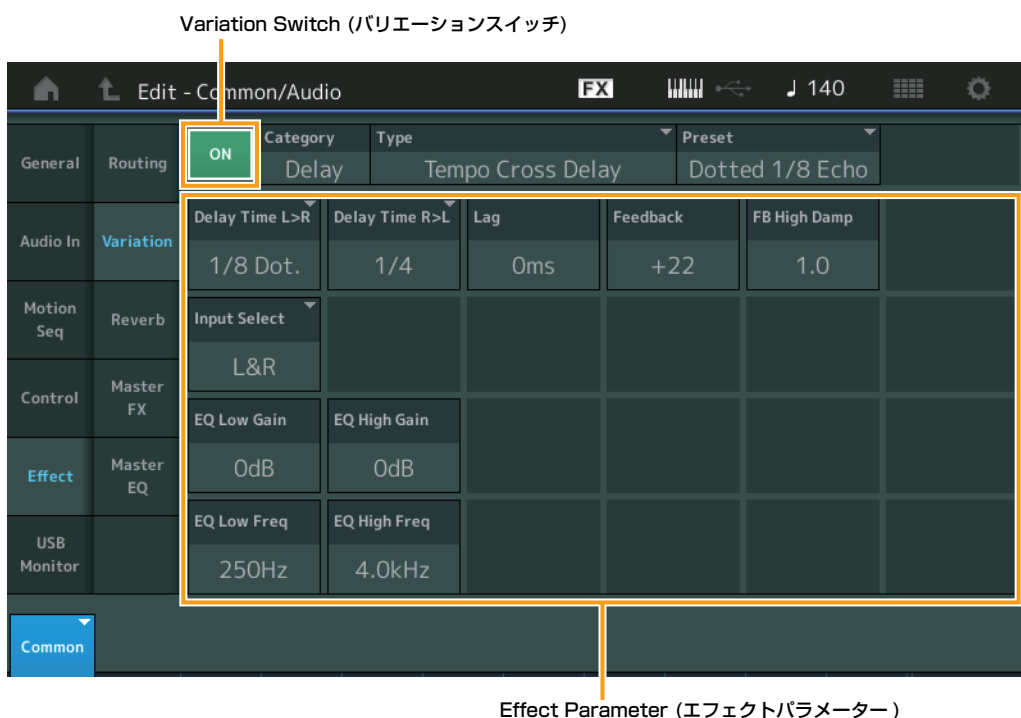 Variation Switch (バリエーションスイッチ)
Edit - Common/Audio
FX
140
General
Routing
ON
Category
Delay
Type
Tempo Cross Delay
Preset
Dotted 1/8 Echo
Audio In
Variation
Delay Time L>R
1/8 Dot.
Delay Time R>L
1/4
Lag
0ms
Feedback
+22
FB High Damp
1.0
Motion
Seq
Reverb
Input Select
L&R
Control
Master
FX
EQ Low Gain
0dB
EQ High Gain
0dB
Effect
Master
EQ
EQ Low Freq
250Hz
EQ High Freq
4.0kHz
USB
Monitor
Common
Effect Parameter (エフェクトパラメーター )